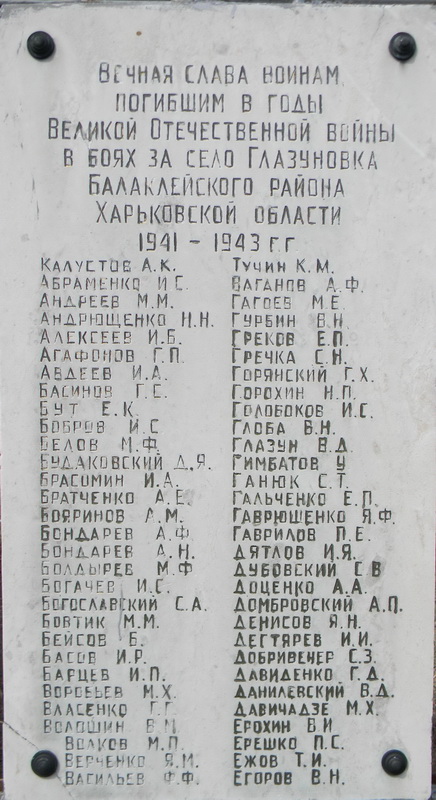 Вечная слава воинам
погибшим в годы
Великой Отечественной войны
в боях за село Глазуновка
Балаклейского района
Харьковской области
1941 - 1943 г.г
Калустов А.К.
Абраменко И.С.
Андреев М.М.
Андрющенко Н.Н.
Алексеев И.Б.
Агафонов Г.П.
Авдеев И.А.
Басинов Г.С.
Бут Е.К.
Бобров И.С
Белов М.Ф.
Будаковский Д.Я.
Брасомин И.А.
Братченко А.Е.
Бояринов А.М.
Бондарев А.Ф.
Бондарев А.Н.
Болдырев М.Ф
Богачев И.С.
Богославский С.А.
Бовтик М.М.
Бейсов Б.
Басов И.Р.
Барцев И.П.
Воробьев М.Х.
Власенко Г.Г.
Волошин В.М
Волков М.П.
Верченко Я.М.
Васильев Ф.Ф.
Тучин К.М.
Ваганов А.Ф.
Гагоев М.Е.
Гурбин В.Н.
Греков Е.П.
Гречка С.Н.
Горянский Г.Х.
Горохин Н.П.
Голобоков И.С.
Глоба В.Н.
Глазун В.Д.
Гимбатов У
Ганюк С.Т.
Гальченко Е.П.
Гаврюшенко Я.Ф.
Гаврилов П.Е.
Дятлов И.Я.
Дубовский С.В
Доценко А.А.
Домбровский А.П.
Денисов Я.Н.
Дегтярев И.И.
Добривечер С.З.
Давиденко Г.Д.
Данилевский В.Д.
Давичадзе М.Х.
Ерохин В.И
Ерешко П.С.
Ежов Т.И.
Егоров В.Н.